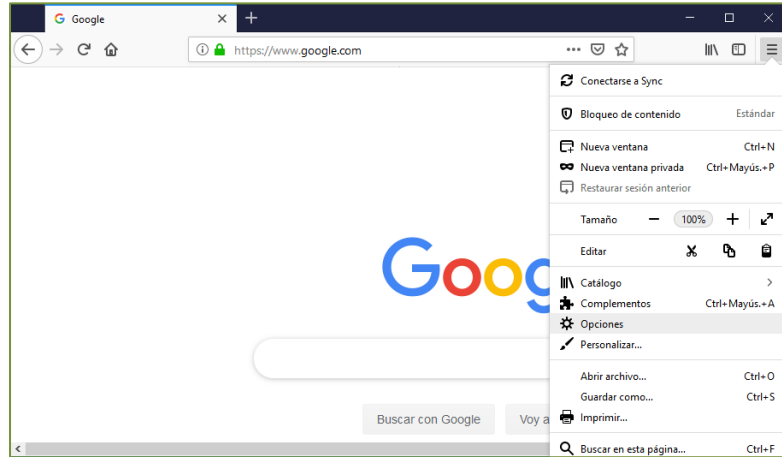 Google
https://www.google.com
Conectarse a Sync
Bloqueo de contenido Estándar
Nueva ventana Ctrl+N
Nueva ventana privada Ctrl+Mayús.+P
Restaurar sesión anterior
Tamaño 100%
Editar
Catálogo
Complementos Ctrl+Mayús.+A
Opciones
Personalizar...
Abrir archivo... Ctrl+O
Guardar como... Ctrl+S
Imprimir...
Buscar en esta página... Ctrl+F
Goog
Buscar con Google Voy a